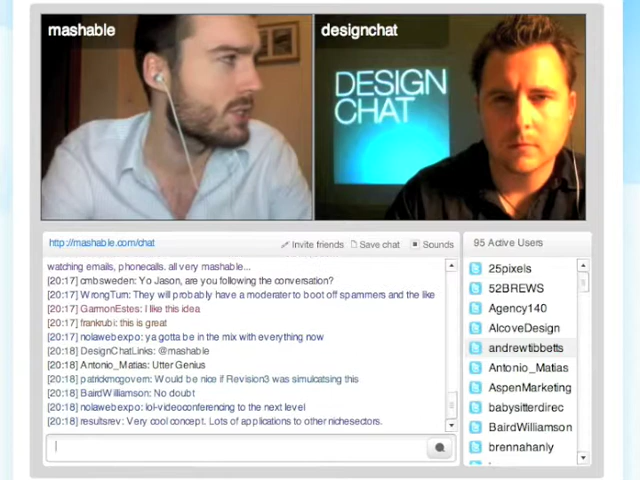 mashable
designchat
DESIGN
CHAT
http://mashable.com/chat
Invite friends
Save chat
Sounds
95 Active Users
watching emails, phonecalls. all very mashable...
[20:17] cmbsweden: Yo Jason, are you following the conversation?
[20:17] WrongTum: They will probably have a moderater to boot off spammers and the like
[20:17] GarmonEstes: I like this idea
[20:17] frankrubi: this is great
[20:17] nolawebexpo: ya gotta be in the mix with everything now
[20:18] DesignChatLinks: @mashable
[20:18] Antonio_Matias: Utter Genius
[20:18] patrickmcgovern: Would be nice if Revision3 was simulcatsing this
[20:18] BairdWilliamson: No doubt
[20:18] nolawebexpo: lol-videoconferencing to the next level
[20:18] resultsrev: Very cool concept. Lots of applications to other nichesectors.
25pixels
52BREWS
Agency140
AlcoveDesign
andrewtibbetts
Antonio_Matias
AspenMarketing
babysitterdirec
BairdWilliamson
brennahanly